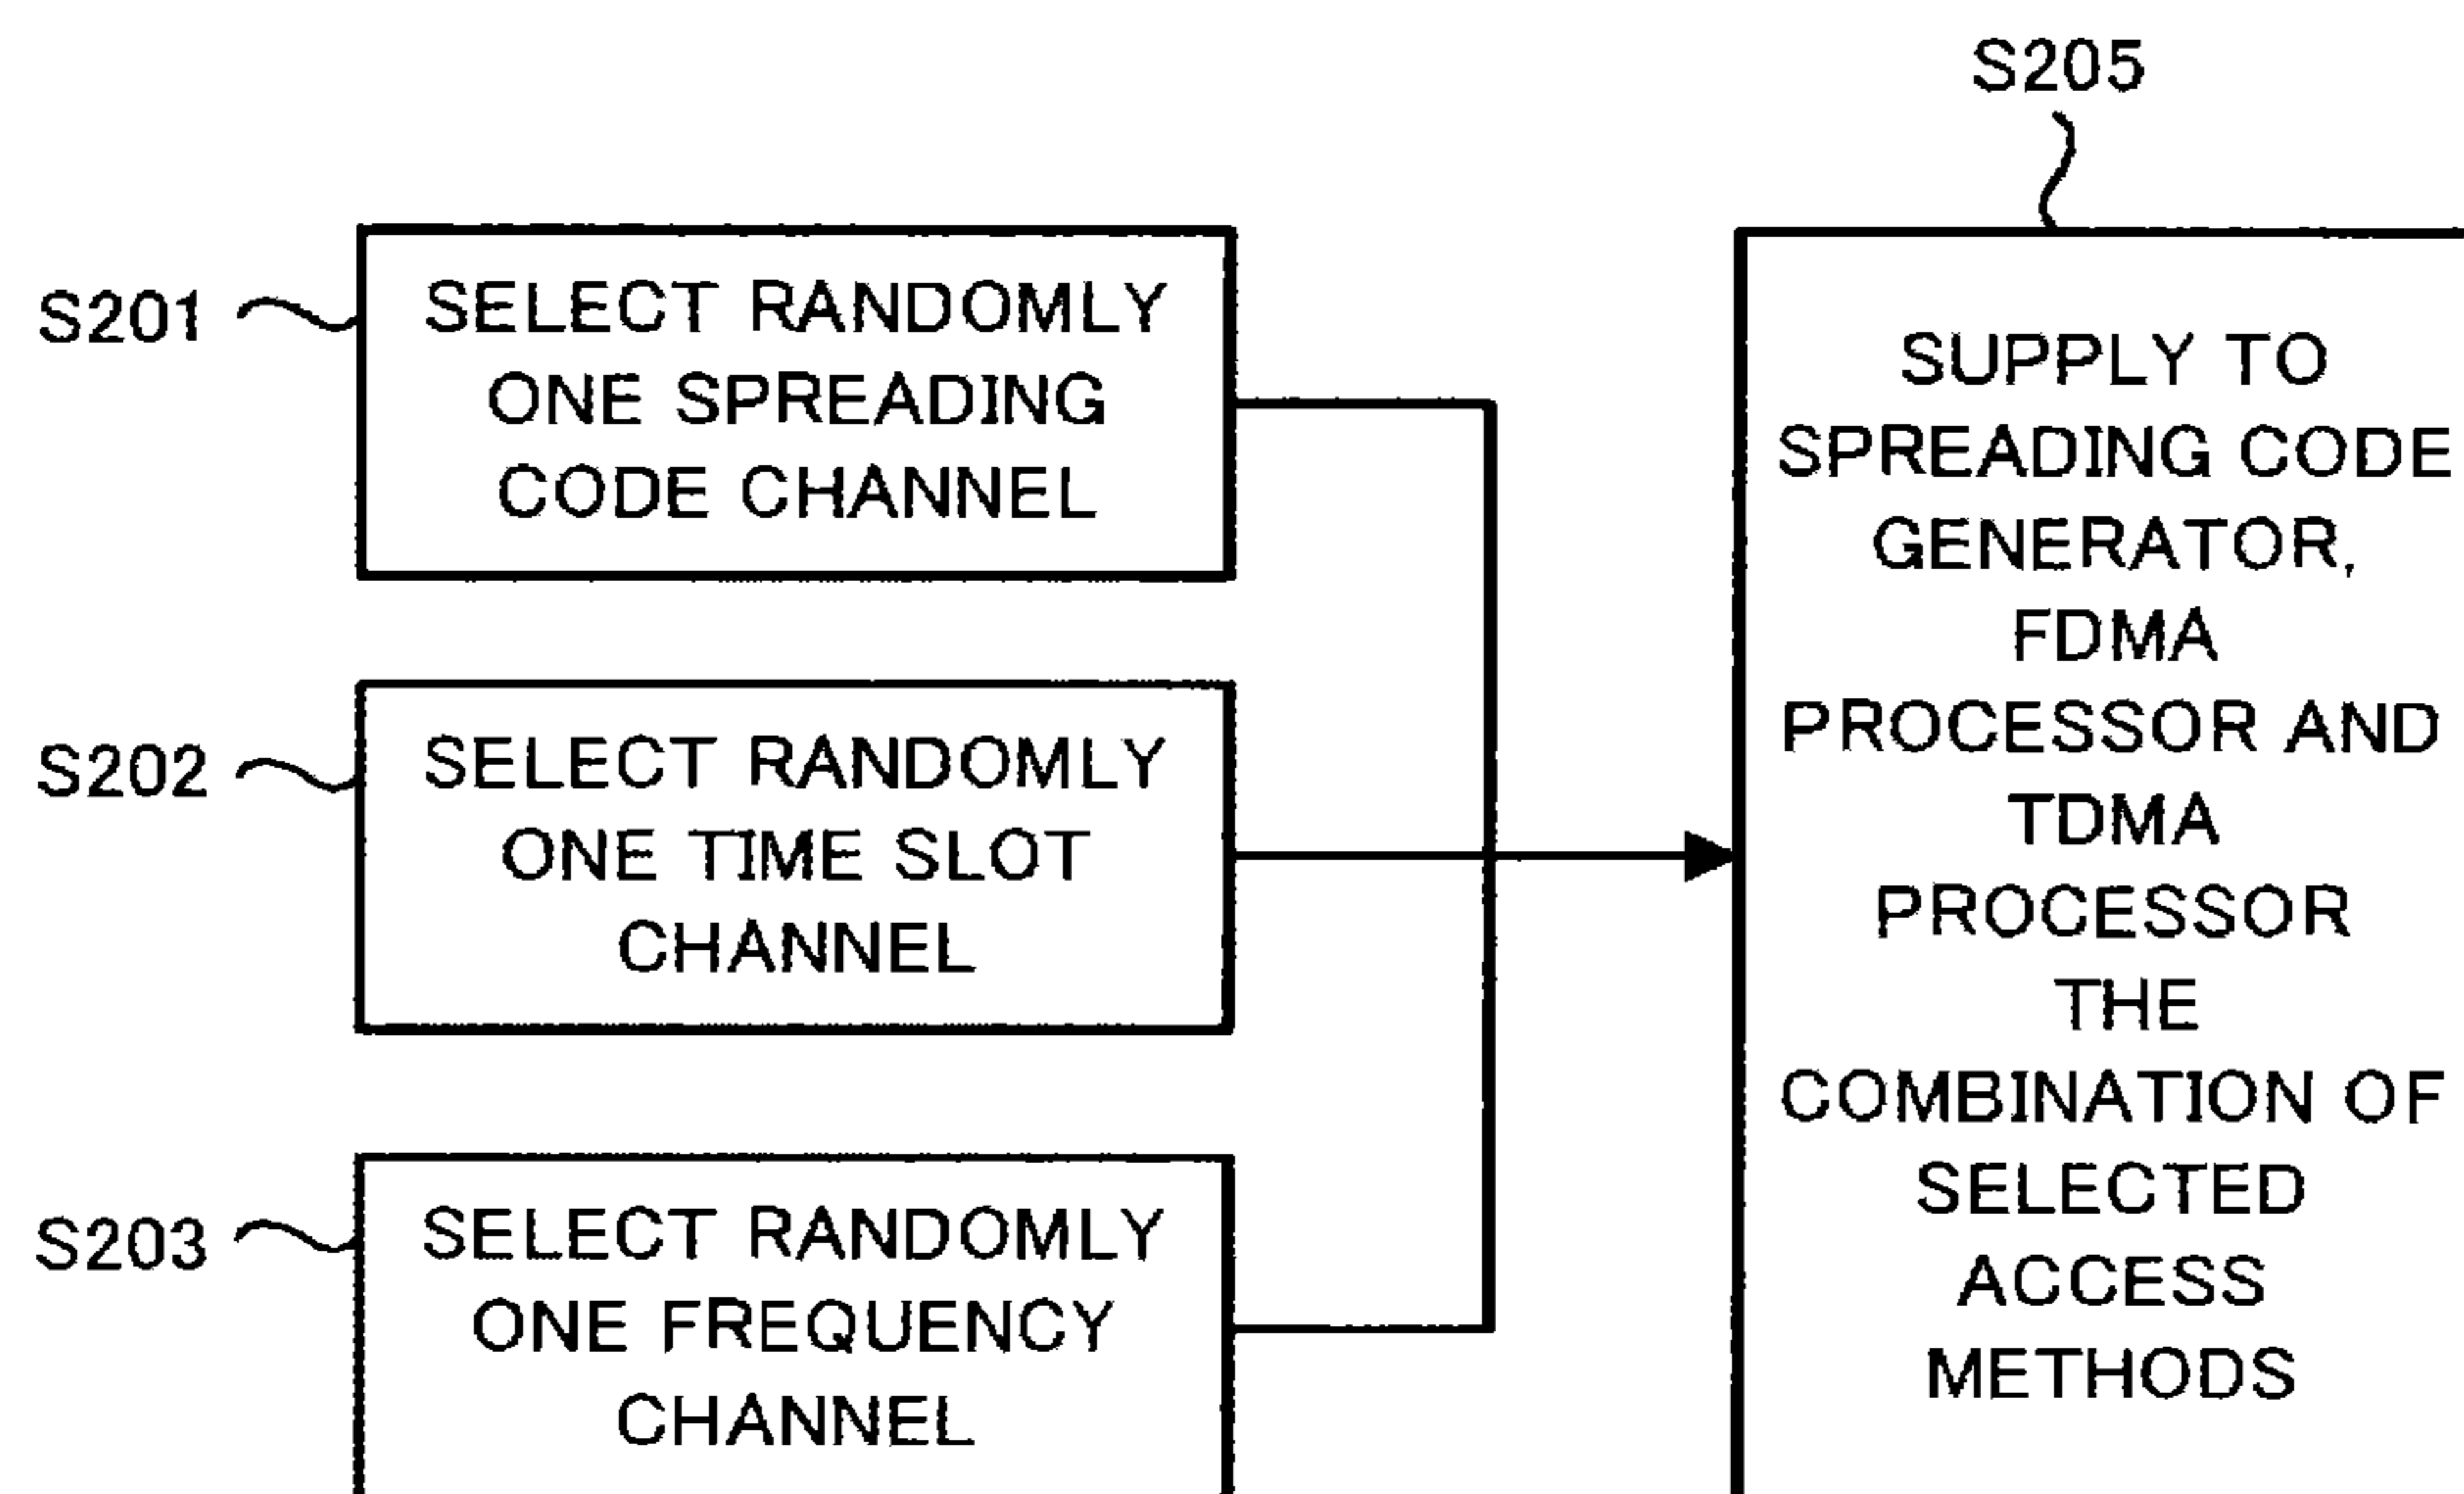 S205
S201
SELECT RANDOMLY
ONE SPREADING
CODE CHANNEL
S202
SELECT RANDOMLY
ONE TIME SLOT
CHANNEL
S203
SELECT RANDOMLY
ONE FREQUENCY
CHANNEL
SUPPLY TO
SPREADING CODE
GENERATOR,
FDMA
PROCESSOR AND
TDMA
PROCESSOR
THE
COMBINATION OF
SELECTED
ACCESS
METHODS